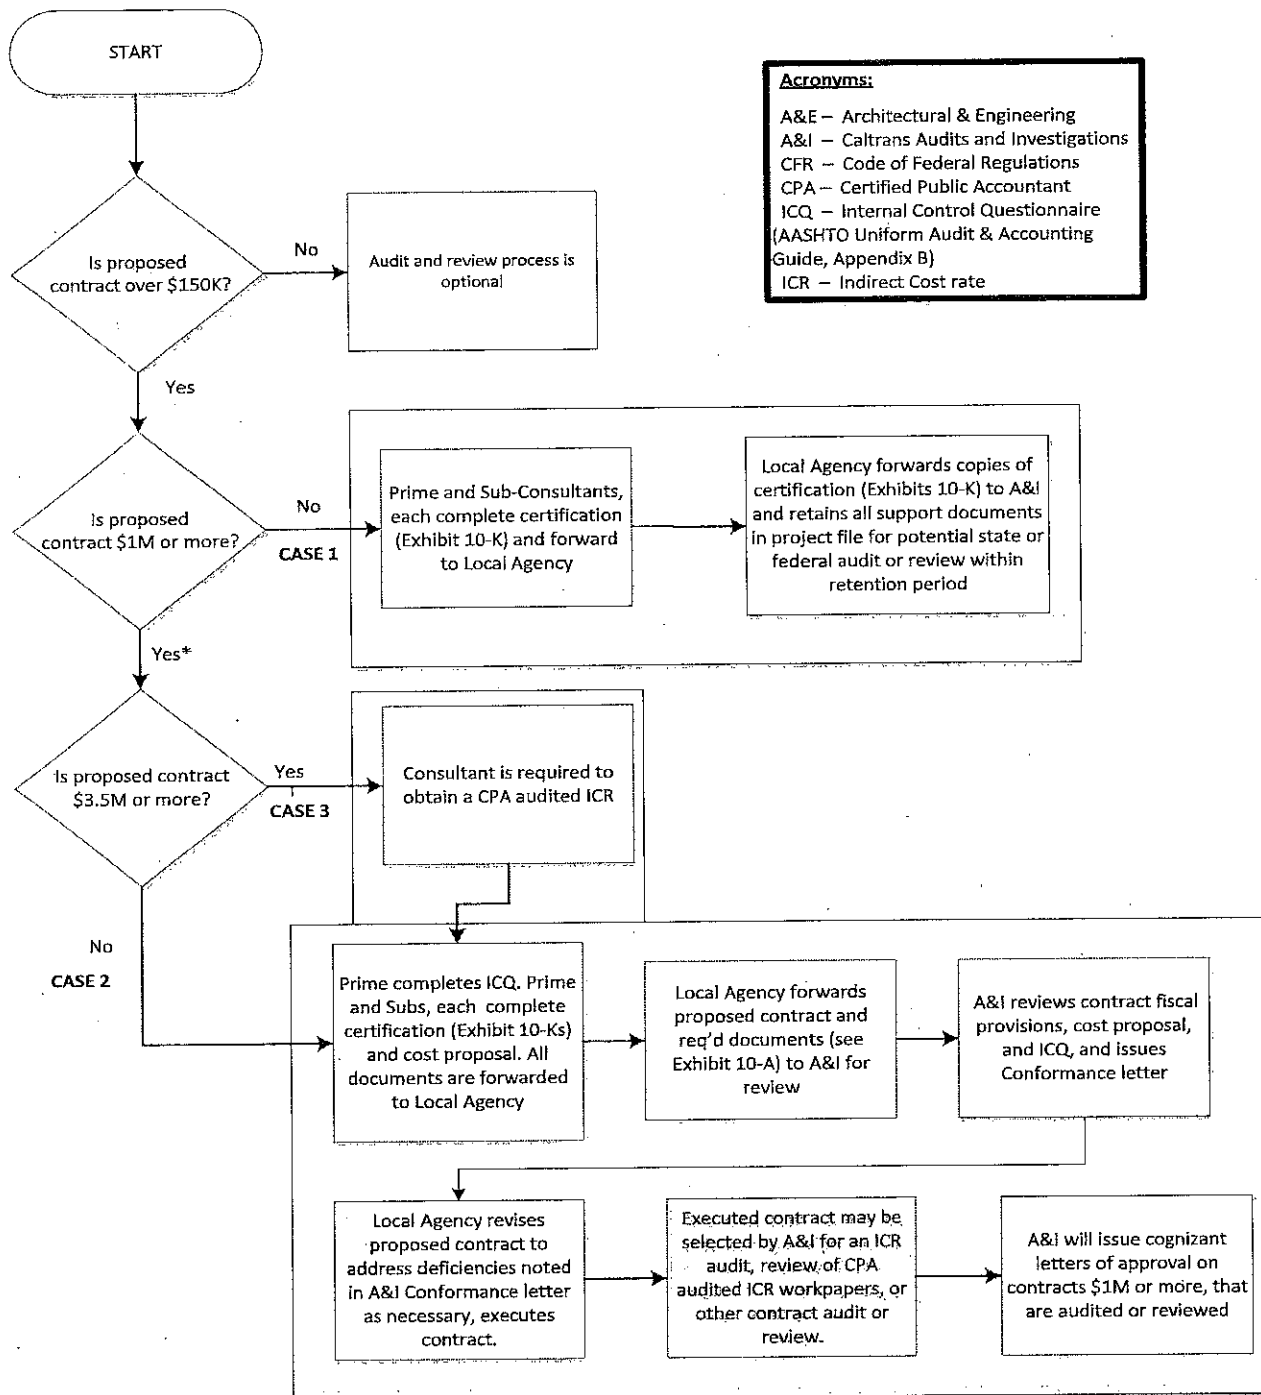 START
Acronyms:
A&E – Architectural & Engineering
A&I – Caltrans Audits and Investigations
CFR – Code of Federal Regulations
CPA – Certified Public Accountant
ICQ – Internal Control Questionnaire
(AASHTO Uniform Audit & Accounting
Guide, Appendix B)
ICR – Indirect Cost rate
Is proposed
contract over $150K?
No
Audit and review process is
optional
Yes
Is proposed
contract $1M or more?
No
CASE 1
Prime and Sub-Consultants,
each complete certification
(Exhibit 10-K) and forward
to Local Agency
Local Agency forwards copies of
certification (Exhibits 10-K) to A&I
and retains all support documents
in project file for potential state or
federal audit or review within
retention period
Yes*
Is proposed contract
$3.5M or more?
Yes
CASE 3
Consultant is required to
obtain a CPA audited ICR
No
CASE 2
Prime completes ICQ. Prime
and Subs, each complete
certification (Exhibit 10-Ks)
and cost proposal. All
documents are forwarded
to Local Agency
Local Agency forwards
proposed contract and
req'd documents (see
Exhibit 10-A) to A&I for
review
A&I reviews contract fiscal
provisions, cost proposal,
and ICQ, and issues
Conformance letter
Local Agency revises
proposed contract to
address deficiencies noted
in A&I Conformance letter
as necessary, executes
contract.
Executed contract may be
selected by A&I for an ICR
audit, review of CPA
audited ICR workpapers, or
other contract audit or
review.
A&I will issue cognizant
letters of approval on
contracts $1M or more, that
are audited or reviewed